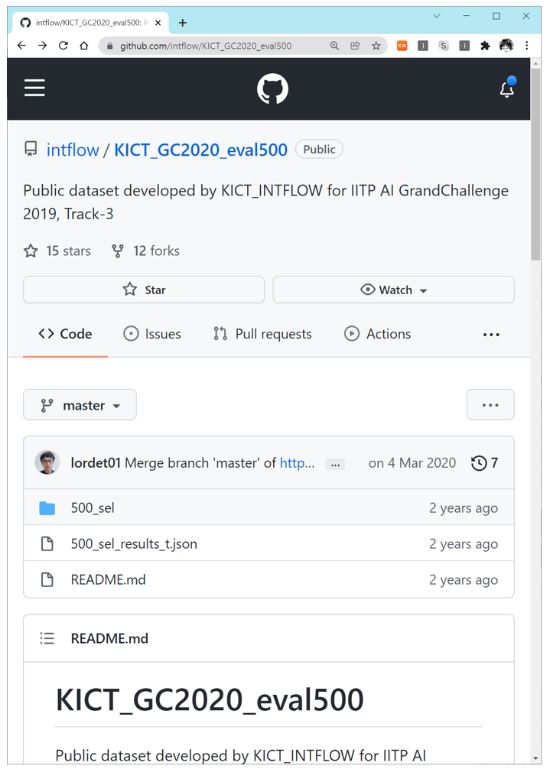 intflow/KICT_GC2020_eval500: P
github.com/intflow/KICT_GC2020_eval500
intflow / KICT_GC2020_eval500 Public
Public dataset developed by KICT_INTFLOW for IITP AI GrandChallenge
2019, Track-3
15 stars 12 forks
Star Watch
Code Issues Pull requests Actions
master
lordet01 Merge branch 'master' of http... ... on 4 Mar 2020 7
500_sel 2 years ago
500_sel_results_t.json 2 years ago
README.md 2 years ago
README.md
KICT_GC2020_eval500
Public dataset developed by KICT_INTFLOW for IITP AI